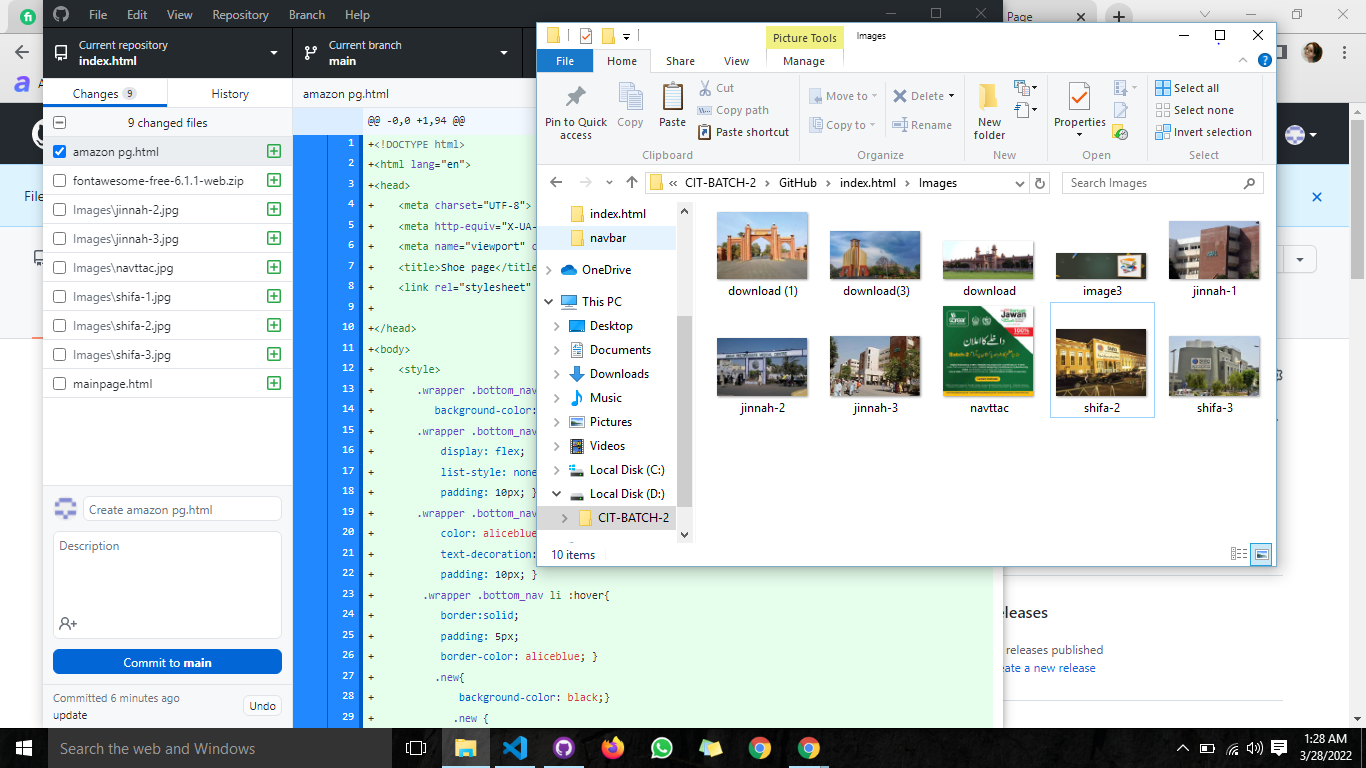 File Edit View Repository Branch Help
Page
Current repository
index.html
Current branch
main
Changes 9
History
9 changed files
amazon pg.html
fontawesome-free-6.1.1-web.zip
Images\jinnah-2.jpg
Images\jinnah-3.jpg
Images\navttac.jpg
Images\shifa-1.jpg
Images\shifa-2.jpg
Images\shifa-3.jpg
mainpage.html
Create amazon pg.html
Description
Commit to main
Committed 6 minutes ago
update
Undo
amazon pg.html
@@ -0,0 +1,94 @@
1 +<!DOCTYPE html>
2 +<html lang="en">
3 +<head>
4 + <meta charset="UTF-8">
5 + <meta http-equiv="X-UA-
6 + <meta name="viewport" c
7 + <title>Shoe page</title
8 + <link rel="stylesheet"
9 +
10 +</head>
11 +<body>
12 + <style>
13 + .wrapper .bottom_nav
14 + background-color:
15 + .wrapper .bottom_nav
16 + display: flex;
17 + list-style: none
18 + padding: 10px; }
19 + .wrapper .bottom_nav
20 + color: aliceblue
21 + text-decoration:
22 + padding: 10px; }
23 + .wrapper .bottom_nav li :hover{
24 + border:solid;
25 + padding: 5px;
26 + border-color: aliceblue; }
27 + .new{
28 + background-color: black;}
29 + .new {
Picture Tools
Images
File Home Share View Manage
Pin to Quick access
Copy
Paste
Cut
Copy path
Paste shortcut
Clipboard
Move to
Copy to
Delete
Rename
Organize
New folder
New
Properties
Open
Select all
Select none
Invert selection
Select
« CIT-BATCH-2 > GitHub > index.html > Images
Search Images
index.html
navbar
OneDrive
This PC
Desktop
Documents
Downloads
Music
Pictures
Videos
Local Disk (C:)
Local Disk (D:)
CIT-BATCH-2
download (1)
download(3)
download
image3
jinnah-1
jinnah-2
jinnah-3
navttac
shifa-2
shifa-3
Jawan
100%
داخلے کا اعلان
10 items
File
eleases
releases published
eate a new release
Search the web and Windows
1:28 AM
3/28/2022